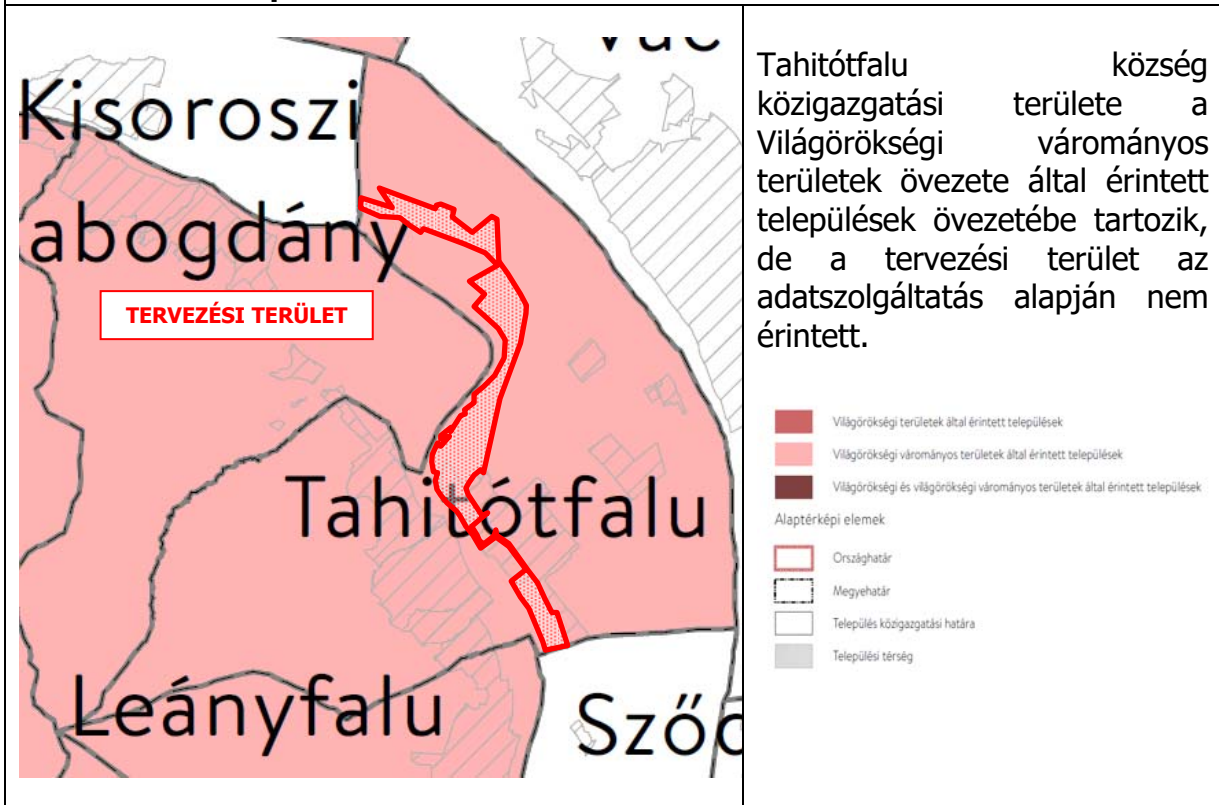 Vác
Kisoroszi
abogdány
TERVEZÉSI TERÜLET
Tahitótfalu
Leányfalu
Sződ
Tahitótfalu község
közigazgatási területe a
Világörökségi várományos
területek övezete által érintett
települések övezetébe tartozik,
de a tervezési terület az
adatszolgáltatás alapján nem
érintett.
Világörökségi területek által érintett települések
Világörökségi várományos területek által érintett települések
Világörökségi és világörökségi várományos területek által érintett települések
Alaptérképi elemek
Országhatár
Megyehatár
Település közigazgatási határa
Települési térség